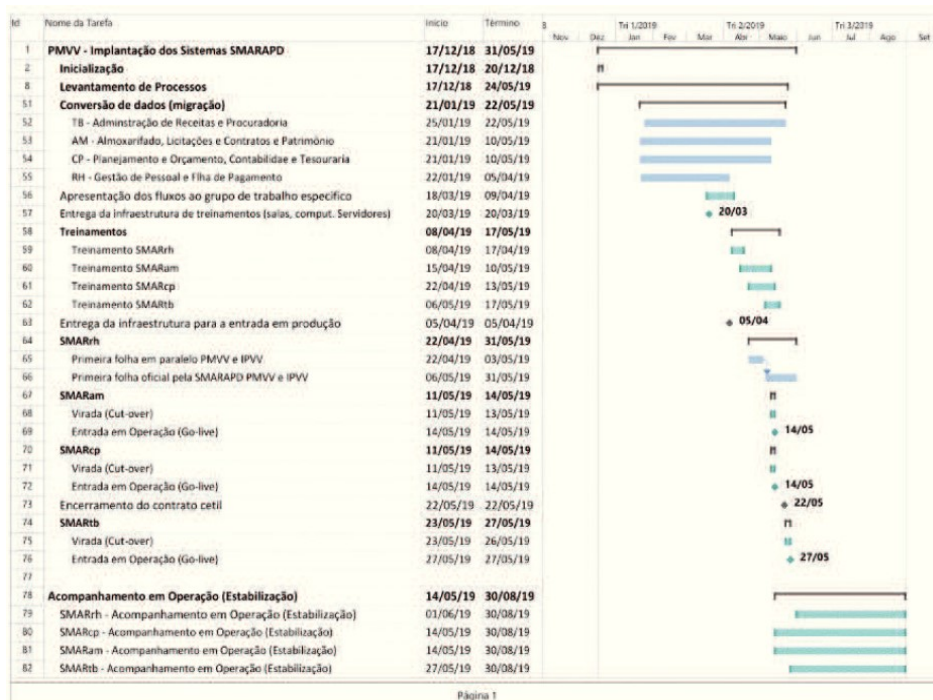 Id Nome da Tarefa Início Término 8 Tri 1/2019 Tri 2/2019 Tri 3/2019
Nov Dez Jan Fev Mar Abr Maio Jun Jul Ago Set
1 PMVV - Implantação dos Sistemas SMARAPD 17/12/18 31/05/19
2 Inicialização 17/12/18 20/12/18
8 Levantamento de Processos 17/12/18 24/05/19
51 Conversão de dados (migração) 21/01/19 22/05/19
52 TB - Adminstração de Receitas e Procuradoria 25/01/19 22/05/19
53 AM - Almoxarifado, Licitações e Contratos e Patrimônio 21/01/19 10/05/19
54 CP - Planejamento e Orçamento, Contabilidae e Tesouraria 21/01/19 10/05/19
55 RH - Gestão de Pessoal e Flha de Pagamento 22/01/19 05/04/19
56 Apresentação dos fluxos ao grupo de trabalho especifico 18/03/19 09/04/19
57 Entrega da infraestrutura de treinamentos (salas, comput. Servidores) 20/03/19 20/03/19 20/03
58 Treinamentos 08/04/19 17/05/19
59 Treinamento SMARrh 08/04/19 17/04/19
60 Treinamento SMARam 15/04/19 10/05/19
61 Treinamento SMARcp 22/04/19 13/05/19
62 Treinamento SMARtb 06/05/19 17/05/19
63 Entrega da infraestrutura para a entrada em produção 05/04/19 05/04/19 05/04
64 SMARrh 22/04/19 31/05/19
65 Primeira folha em paralelo PMVV e IPVV 22/04/19 03/05/19
66 Primeira folha oficial pela SMARAPD PMVV e IPVV 06/05/19 31/05/19
67 SMARam 11/05/19 14/05/19
68 Virada (Cut-over) 11/05/19 13/05/19
69 Entrada em Operação (Go-live) 14/05/19 14/05/19 14/05
70 SMARcp 11/05/19 14/05/19
71 Virada (Cut-over) 11/05/19 13/05/19
72 Entrada em Operação (Go-live) 14/05/19 14/05/19 14/05
73 Encerramento do contrato cetil 22/05/19 22/05/19 22/05
74 SMARtb 23/05/19 27/05/19
75 Virada (Cut-over) 23/05/19 26/05/19
76 Entrada em Operação (Go-live) 27/05/19 27/05/19 27/05
77
78 Acompanhamento em Operação (Estabilização) 14/05/19 30/08/19
79 SMARrh - Acompanhamento em Operação (Estabilização) 01/06/19 30/08/19
80 SMARcp - Acompanhamento em Operação (Estabilização) 14/05/19 30/08/19
81 SMARam - Acompanhamento em Operação (Estabilização) 14/05/19 30/08/19
82 SMARtb - Acompanhamento em Operação (Estabilização) 27/05/19 30/08/19
Página 1